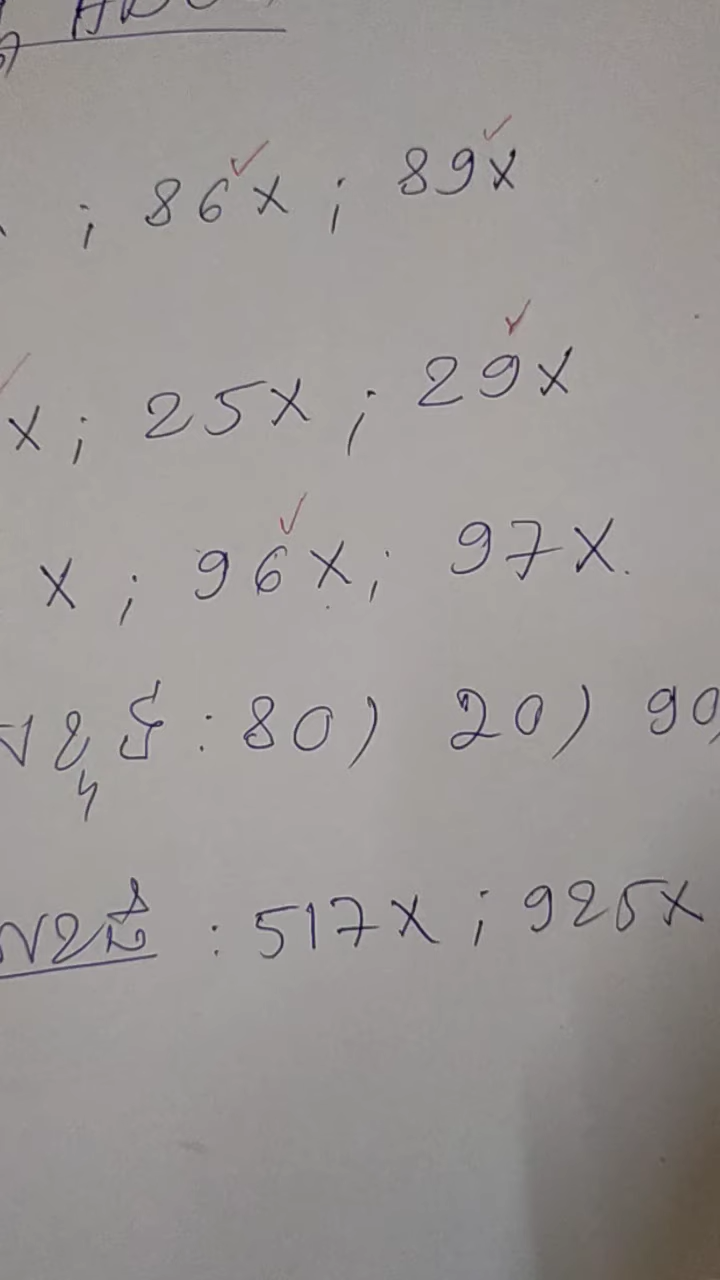 ; 86x ; 89x
x ; 25x ; 29x
x ; 96x ; 97x.
: 80) 20) 90)
: 517x ; 925x